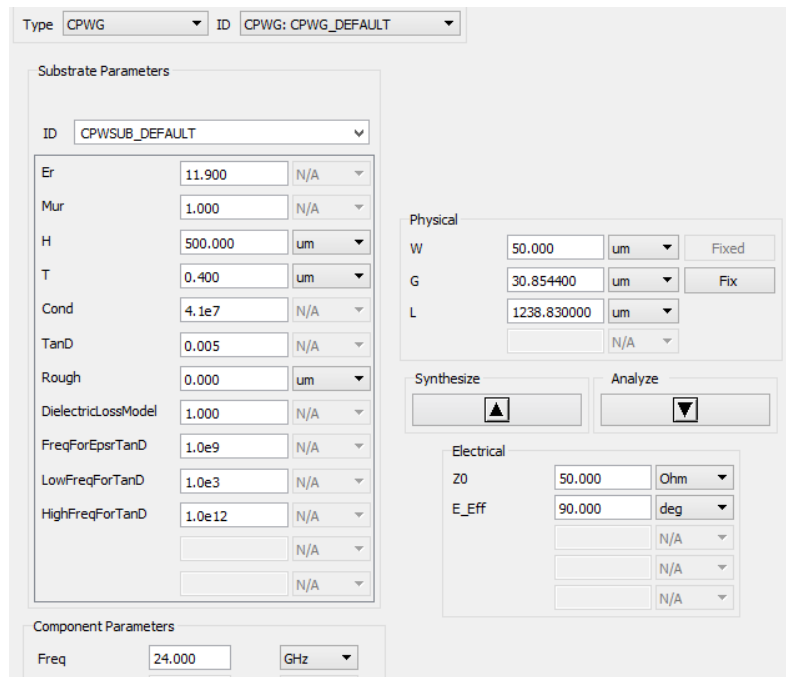 Type CPWG ID CPWG: CPWG_DEFAULT
Substrate Parameters
ID CPWSUB_DEFAULT
Er 11.900 N/A
Mur 1.000 N/A
H 500.000 um
T 0.400 um
Cond 4.1e7 N/A
TanD 0.005 N/A
Rough 0.000 um
DielectricLossModel 1.000 N/A
FreqForEpsrTanD 1.0e9 N/A
LowFreqForTanD 1.0e3 N/A
HighFreqForTanD 1.0e12 N/A
N/A
N/A
Physical
W 50.000 um Fixed
G 30.854400 um Fix
L 1238.830000 um
N/A
Synthesize Analyze
Electrical
Z0 50.000 Ohm
E_Eff 90.000 deg
N/A
N/A
N/A
Component Parameters
Freq 24.000 GHz